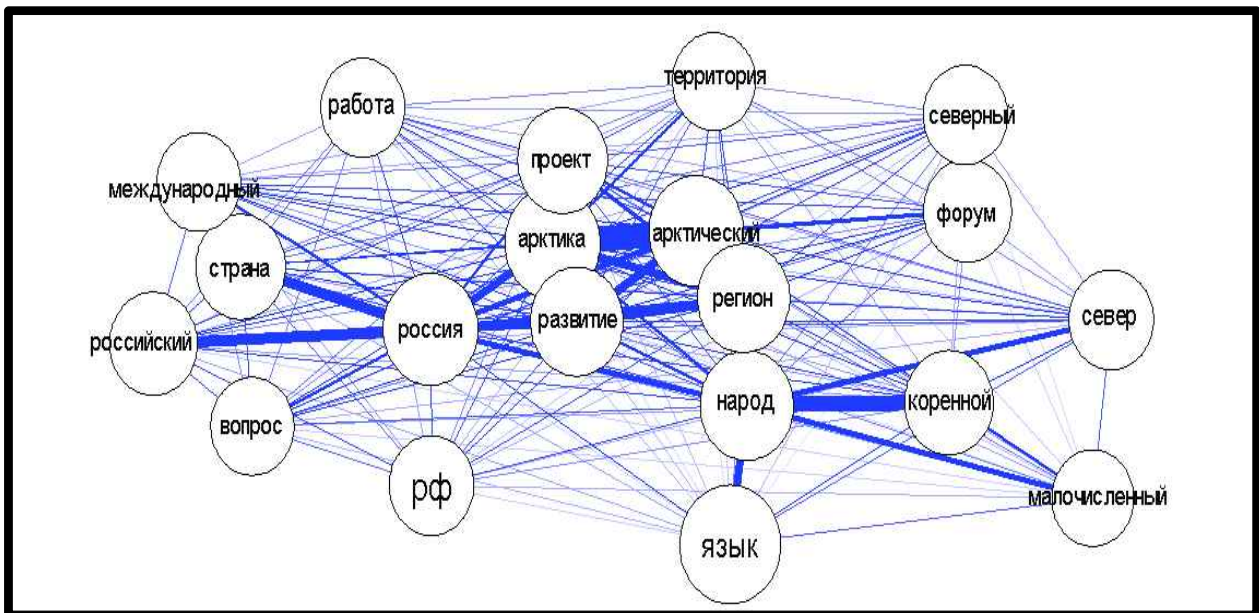 территория
работа
северный
проект
международный
форум
арктика
арктический
страна
регион
север
развитие
россия
российский
народ
коренной
вопрос
рф
малочисленный
язык